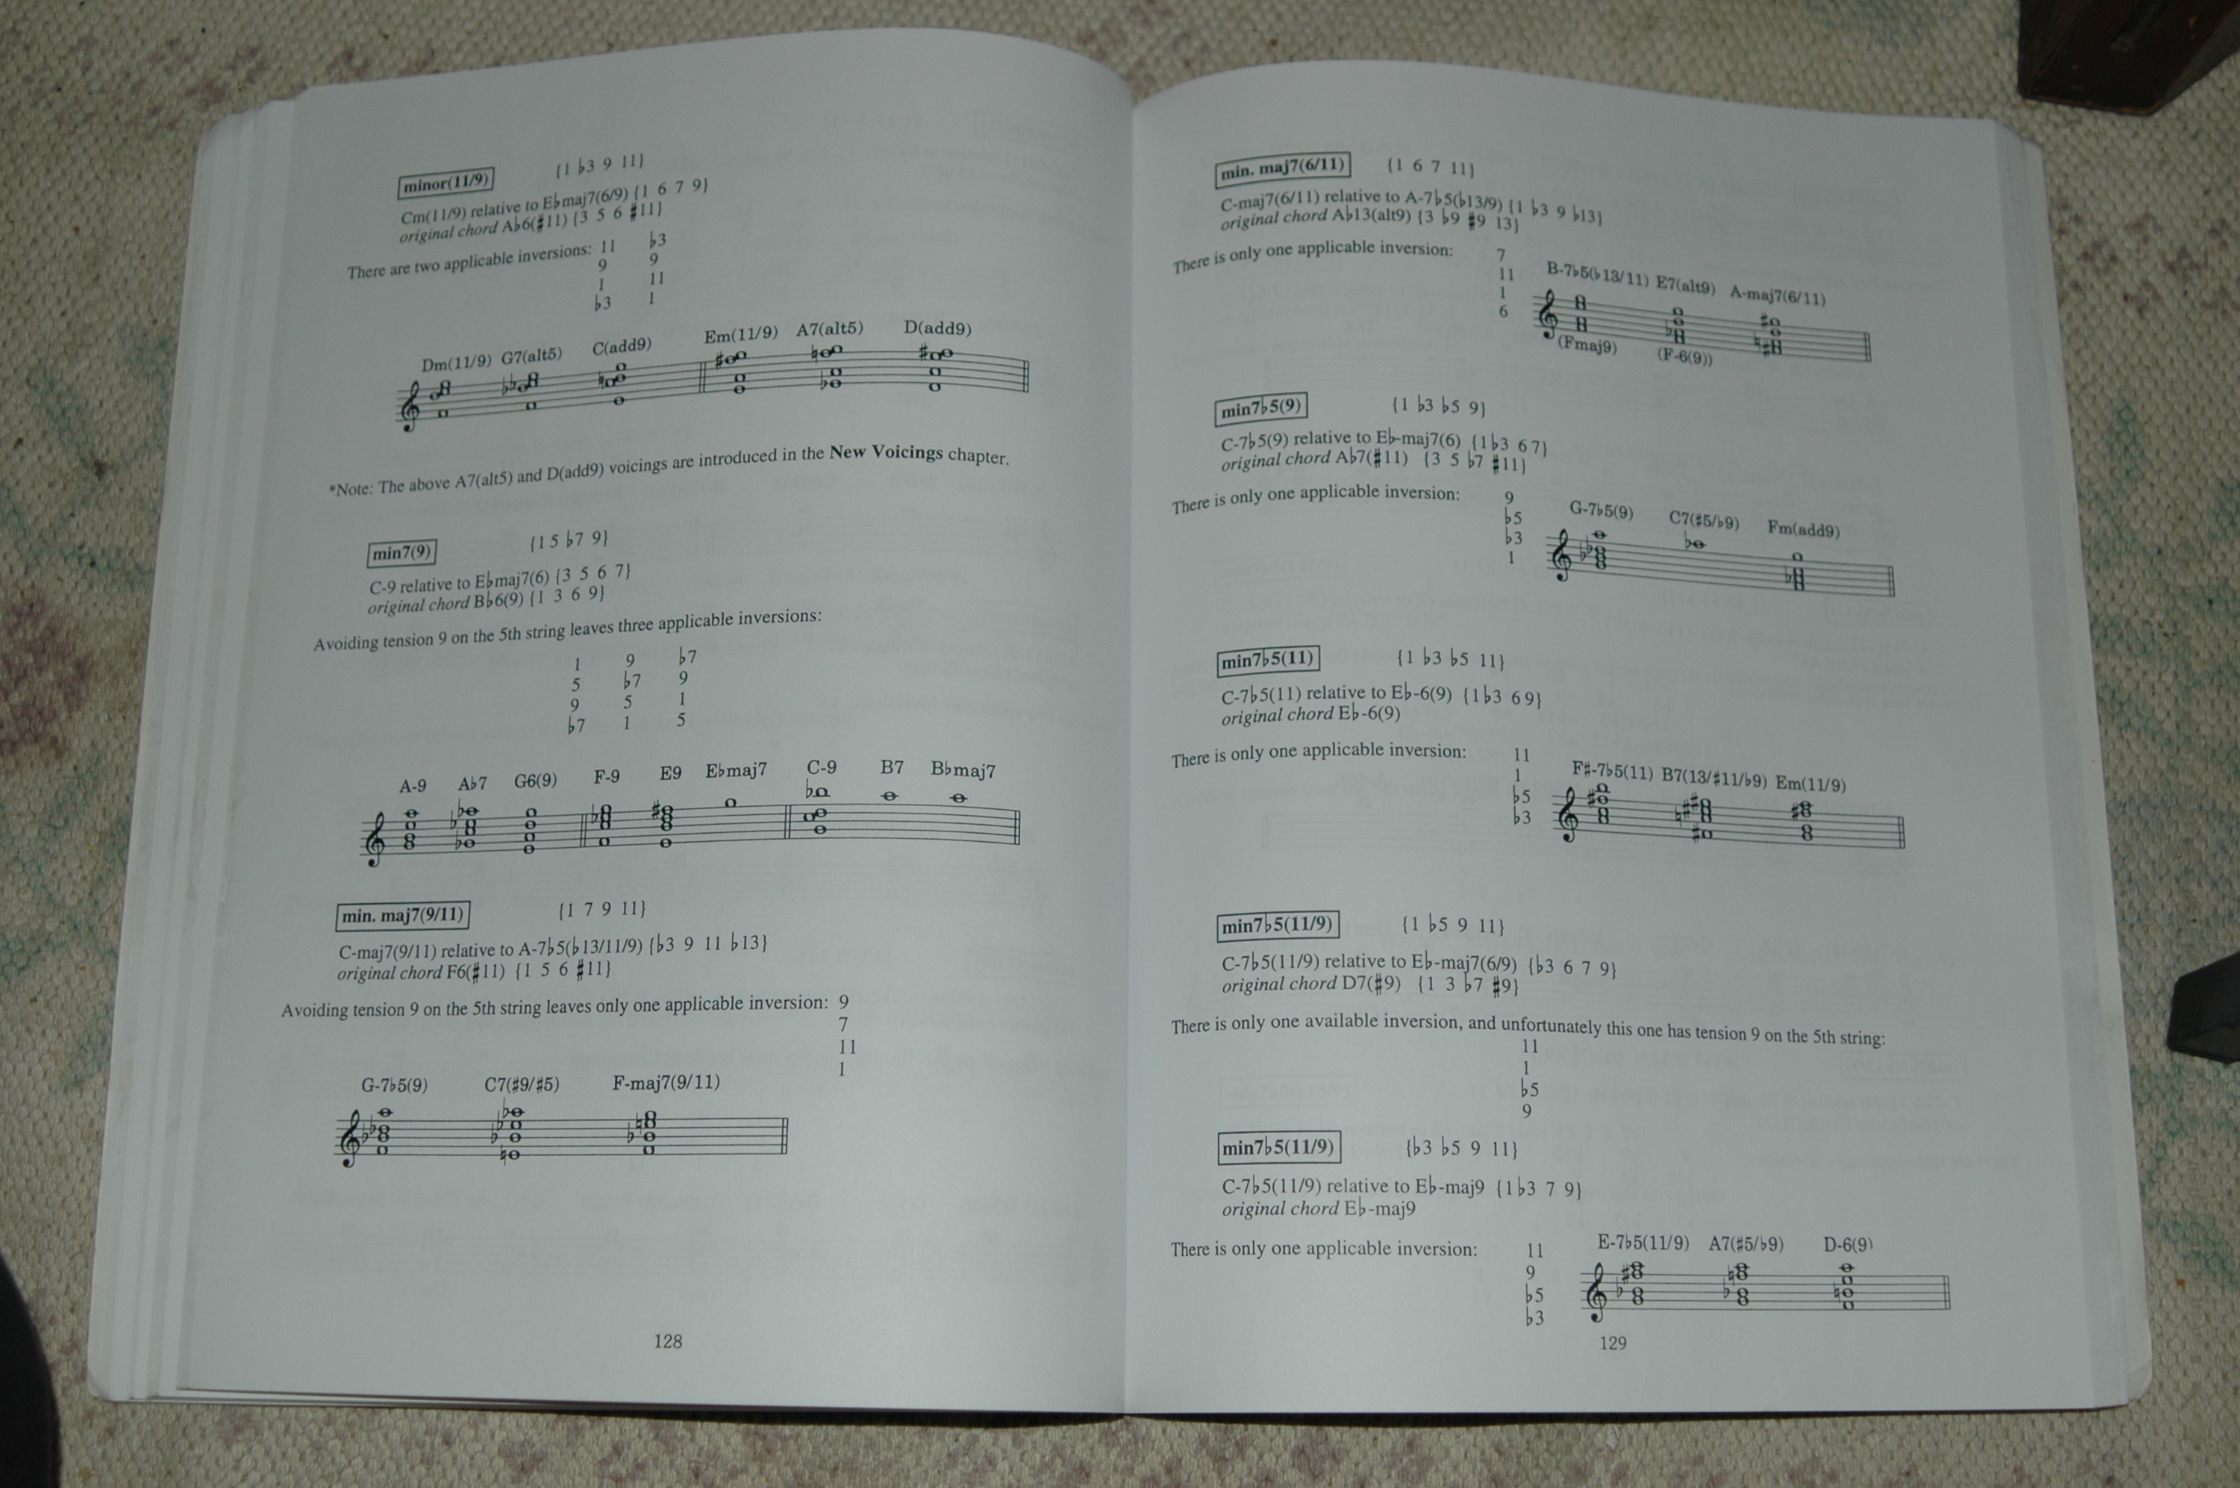 minor(11/9) {1 ♭3 9 11}
Cm(11/9) relative to E♭maj7(6/9) {1 6 7 9}
original chord A♭6(♯11) {3 5 6 ♯11}
There are two applicable inversions: 11 ♭3
9 9
1 11
♭3 1
Dm(11/9) G7(alt5) C(add9) Em(11/9) A7(alt5) D(add9)
*Note: The above A7(alt5) and D(add9) voicings are introduced in the New Voicings chapter.
min7(9) {1 5 ♭7 9}
C-9 relative to E♭maj7(6) {3 5 6 7}
original chord B♭6(9) {1 3 6 9}
Avoiding tension 9 on the 5th string leaves three applicable inversions:
1 9 ♭7
5 ♭7 9
9 5 1
♭7 1 5
A-9 A♭7 G6(9) F-9 E9 E♭maj7 C-9 B7 B♭maj7
min. maj7(9/11) {1 7 9 11}
C-maj7(9/11) relative to A-7♭5(♭13/11/9) {♭3 9 11 ♭13}
original chord F6(♯11) {1 5 6 ♯11}
Avoiding tension 9 on the 5th string leaves only one applicable inversion: 9
7
11
1
G-7♭5(9) C7(♯9/♯5) F-maj7(9/11)
128
min. maj7(6/11) {1 6 7 11}
C-maj7(6/11) relative to A-7♭5(♭13/9) {1 ♭3 9 ♭13}
original chord A♭13(alt9) {3 ♭9 ♯9 13}
There is only one applicable inversion: 7
11
1
6
B-7♭5(♭13/11) E7(alt9) A-maj7(6/11)
(Fmaj9) (F-6(9))
min7♭5(9) {1 ♭3 ♭5 9}
C-7♭5(9) relative to E♭-maj7(6) {1♭3 6 7}
original chord A♭7(♯11) {3 5 ♭7 ♯11}
There is only one applicable inversion: 9
♭5
♭3
1
G-7♭5(9) C7(♯5/♭9) Fm(add9)
min7♭5(11) {1 ♭3 ♭5 11}
C-7♭5(11) relative to E♭-6(9) {1♭3 6 9}
original chord E♭-6(9)
There is only one applicable inversion: 11
1
♭5
♭3
F♯-7♭5(11) B7(13/♯11/♭9) Em(11/9)
min7♭5(11/9) {1 ♭5 9 11}
C-7♭5(11/9) relative to E♭-maj7(6/9) {♭3 6 7 9}
original chord D7(♯9) {1 3 ♭7 ♯9}
There is only one available inversion, and unfortunately this one has tension 9 on the 5th string:
11
1
♭5
9
min7♭5(11/9) {♭3 ♭5 9 11}
C-7♭5(11/9) relative to E♭-maj9 {1♭3 7 9}
original chord E♭-maj9
There is only one applicable inversion: 11
9
♭5
♭3
E-7♭5(11/9) A7(♯5/♭9) D-6(9)
129